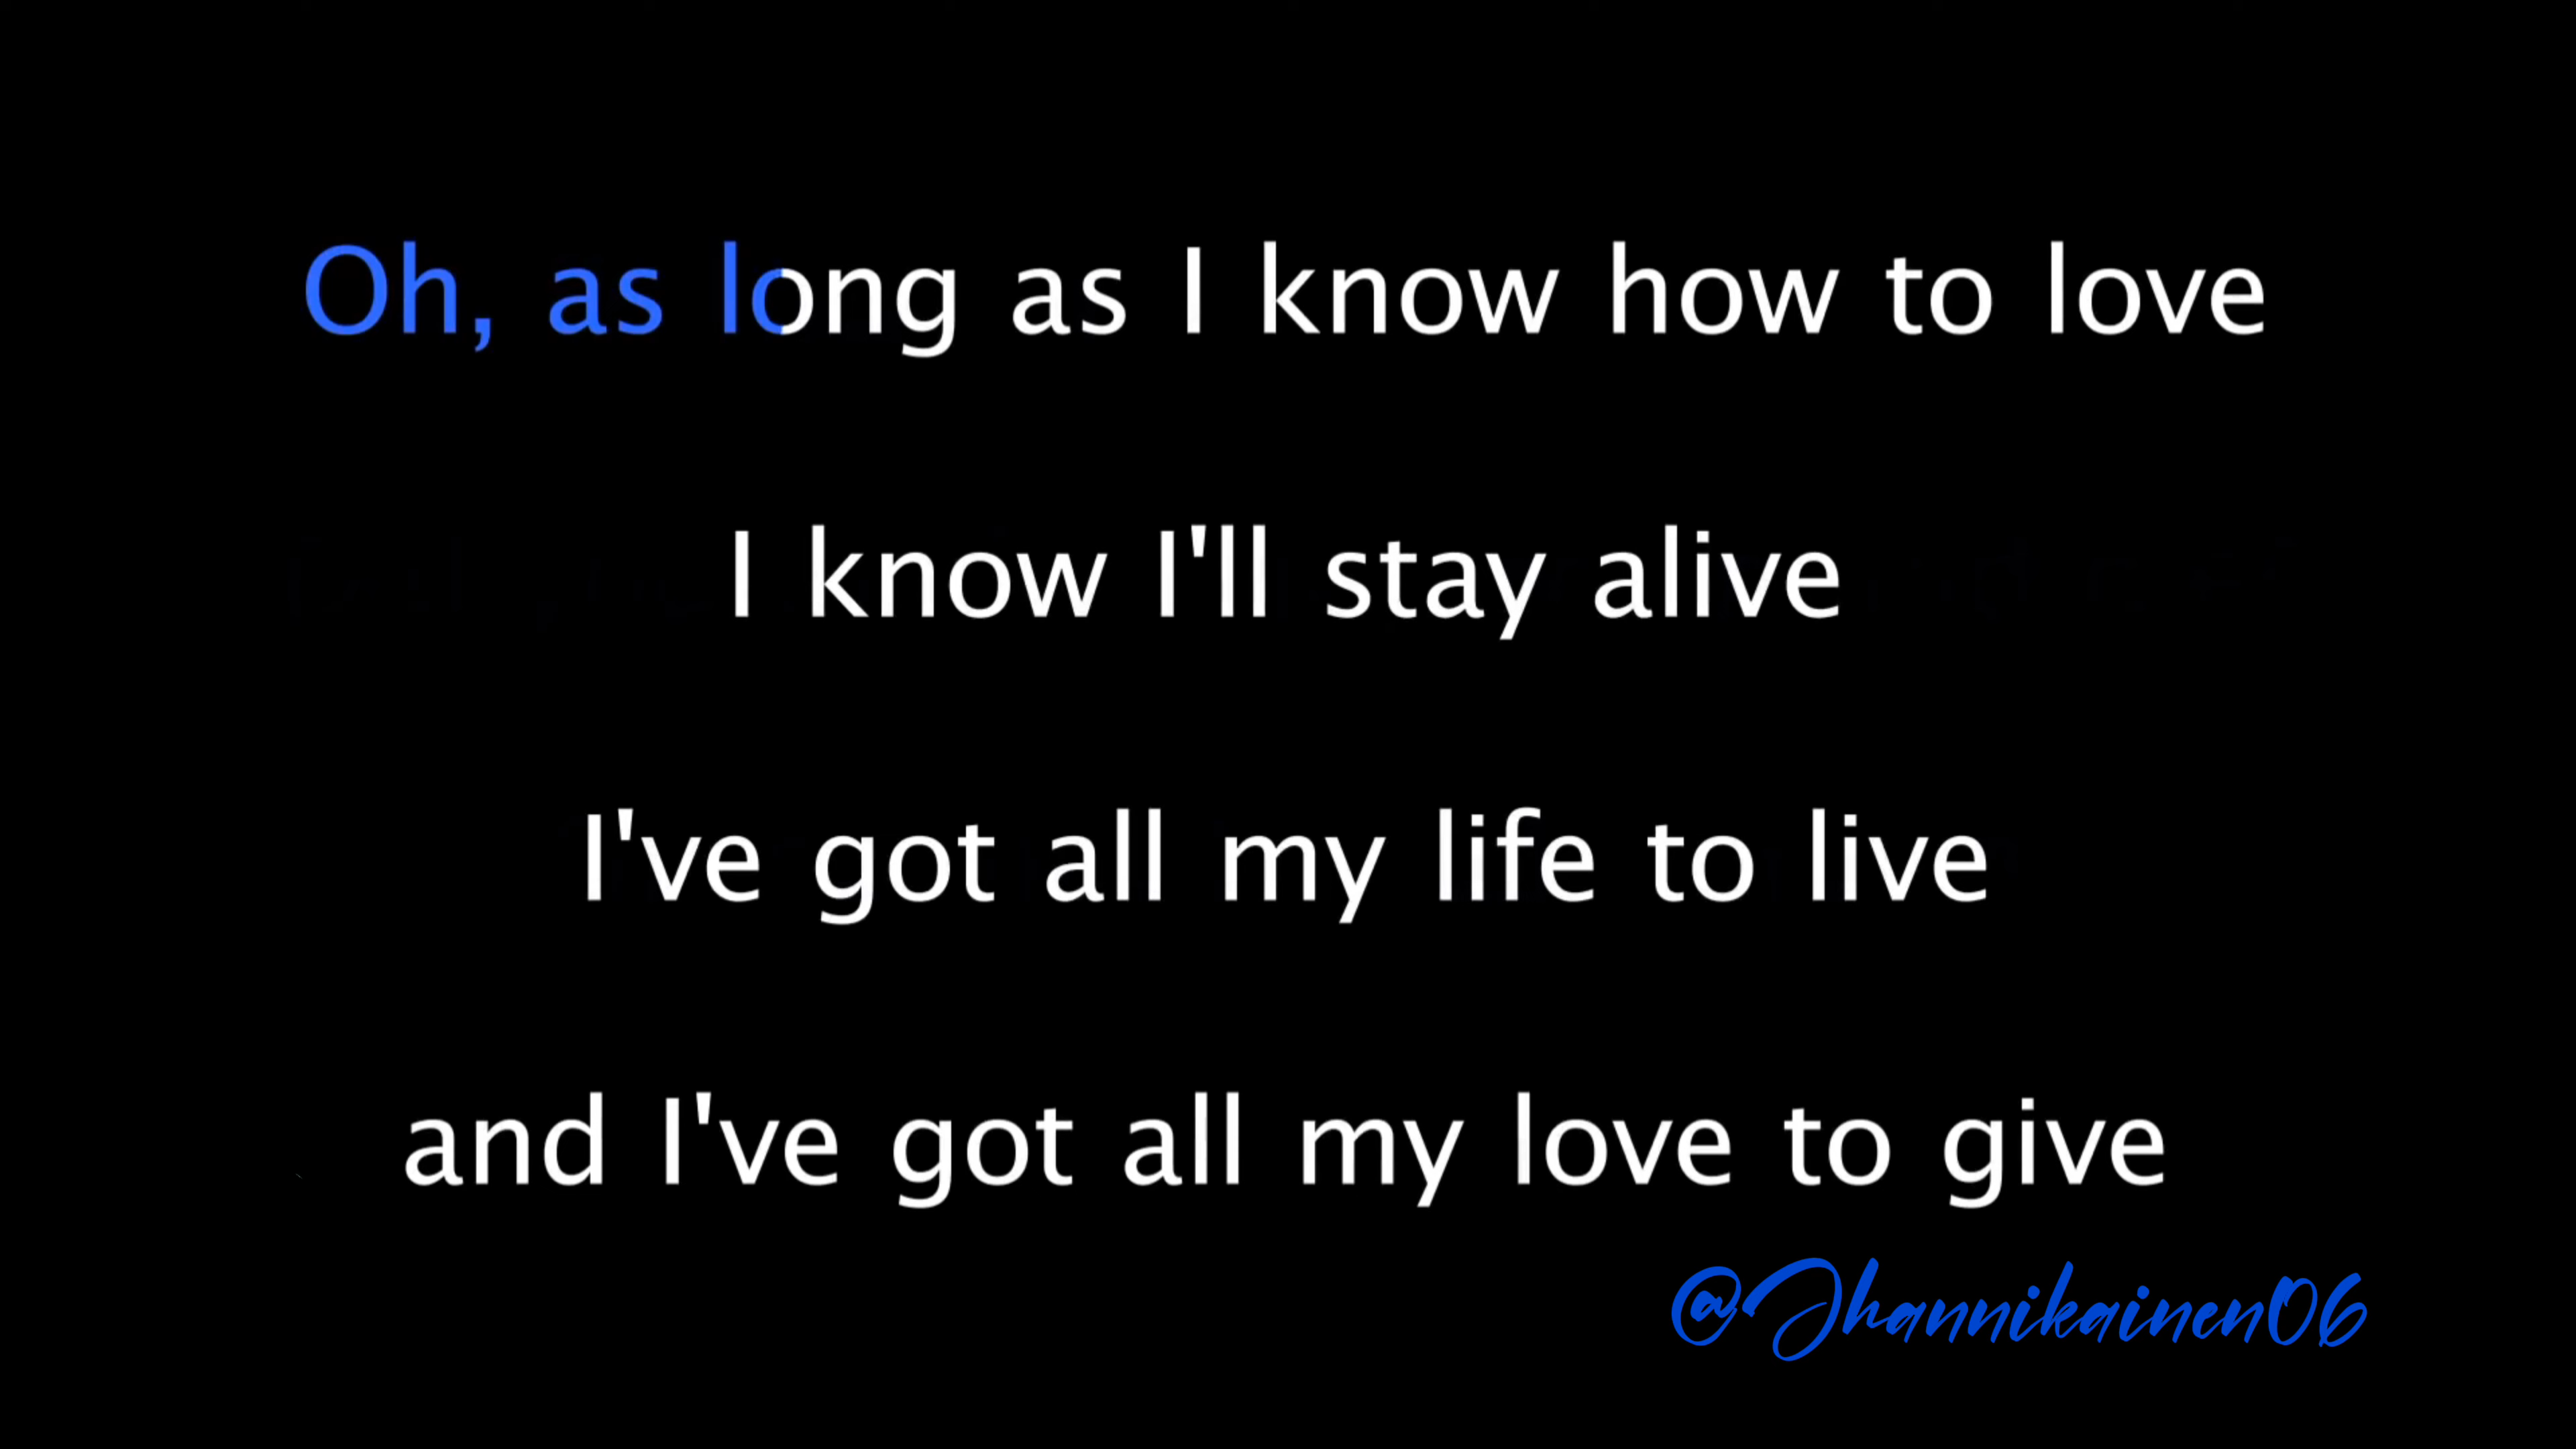 Oh, as long as I know how to love
I know I'll stay alive
I've got all my life to live
and I've got all my love to give
@Jhannikainen06